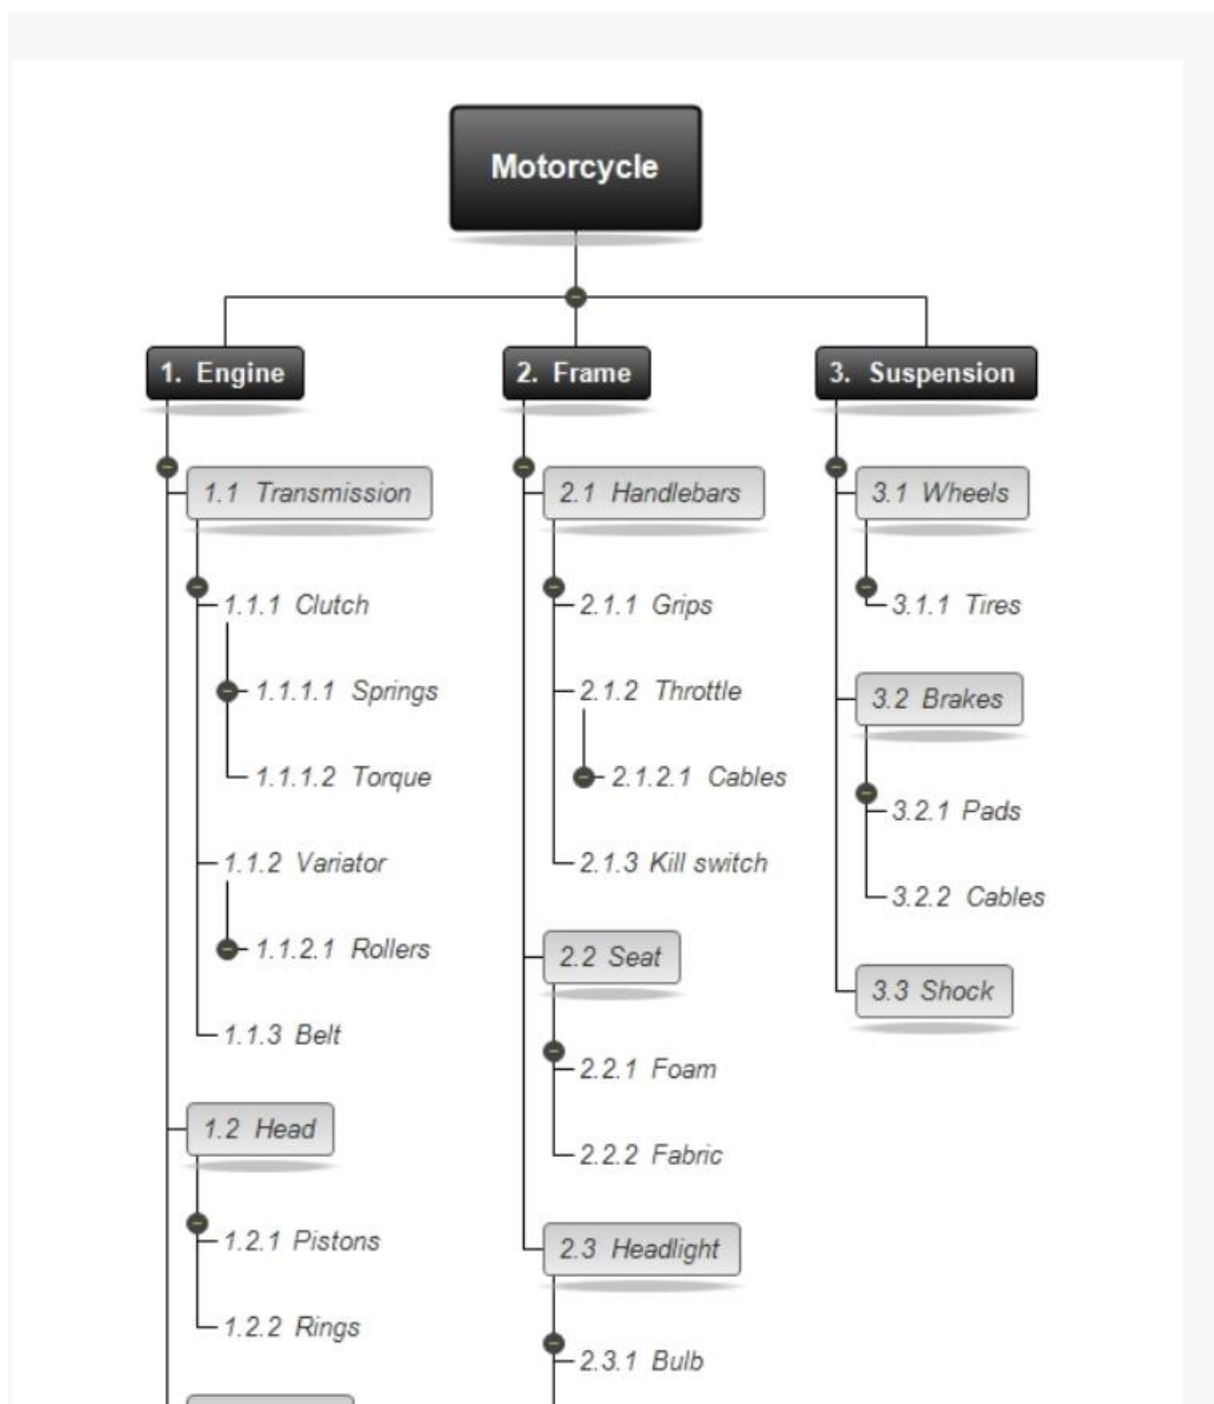 Motorcycle
1. Engine
1.1 Transmission
1.1.1 Clutch
1.1.1.1 Springs
1.1.1.2 Torque
1.1.2 Variator
1.1.2.1 Rollers
1.1.3 Belt
1.2 Head
1.2.1 Pistons
1.2.2 Rings
2. Frame
2.1 Handlebars
2.1.1 Grips
2.1.2 Throttle
2.1.2.1 Cables
2.1.3 Kill switch
2.2 Seat
2.2.1 Foam
2.2.2 Fabric
2.3 Headlight
2.3.1 Bulb
3. Suspension
3.1 Wheels
3.1.1 Tires
3.2 Brakes
3.2.1 Pads
3.2.2 Cables
3.3 Shock